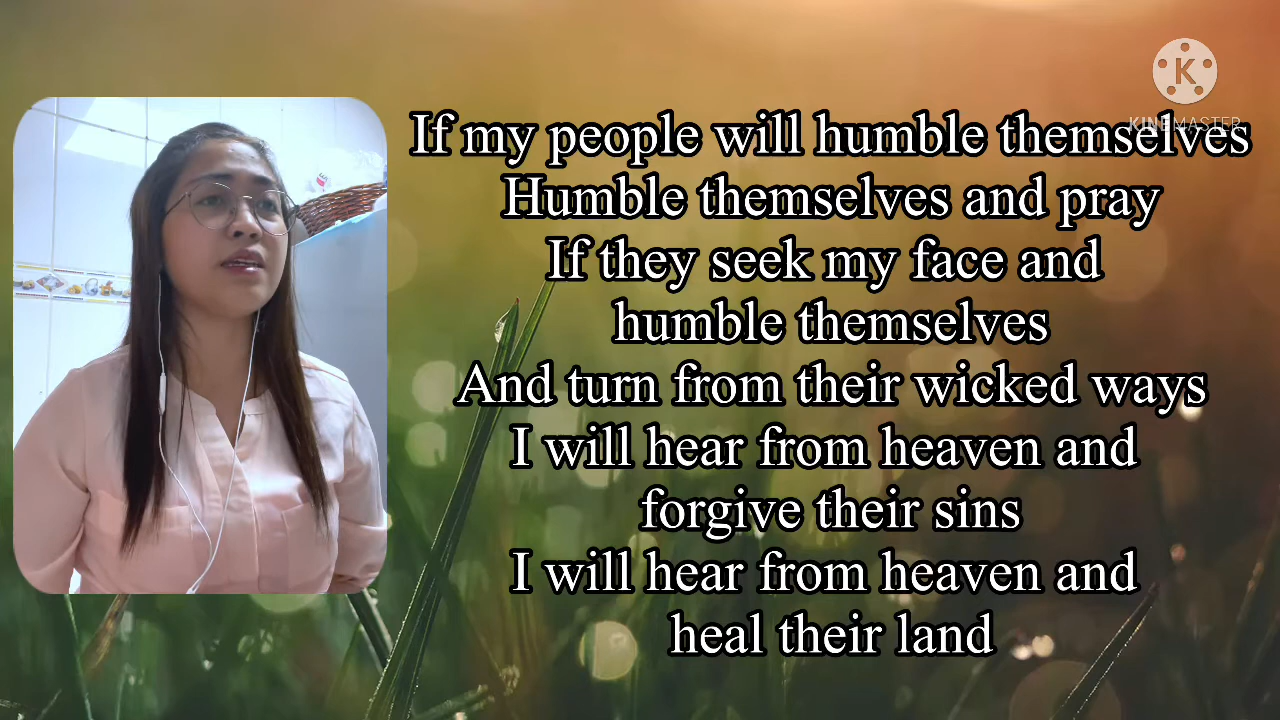 K
KINEMASTER
If my people will humble themselves
Humble themselves and pray
If they seek my face and
humble themselves
And turn from their wicked ways
I will hear from heaven and
forgive their sins
I will hear from heaven and
heal their land